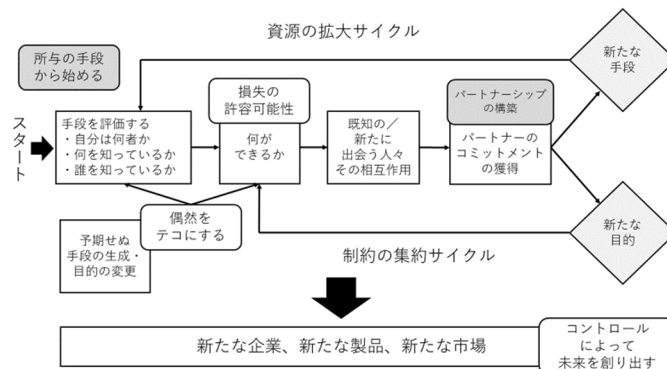 資源の拡大サイクル
所与の手段
から始める
新たな
手段
損失の
許容可能性
パートナーシップ
の構築
スタート
手段を評価する
・自分は何者か
・何を知っているか
・誰を知っているか
何が
できるか
既知の／
新たに
出会う人々
その相互作用
パートナーの
コミットメント
の獲得
偶然を
テコにする
予期せぬ
手段の生成・
目的の変更
新たな
目的
制約の集約サイクル
新たな企業、新たな製品、新たな市場
コントロール
によって
未来を創り出す